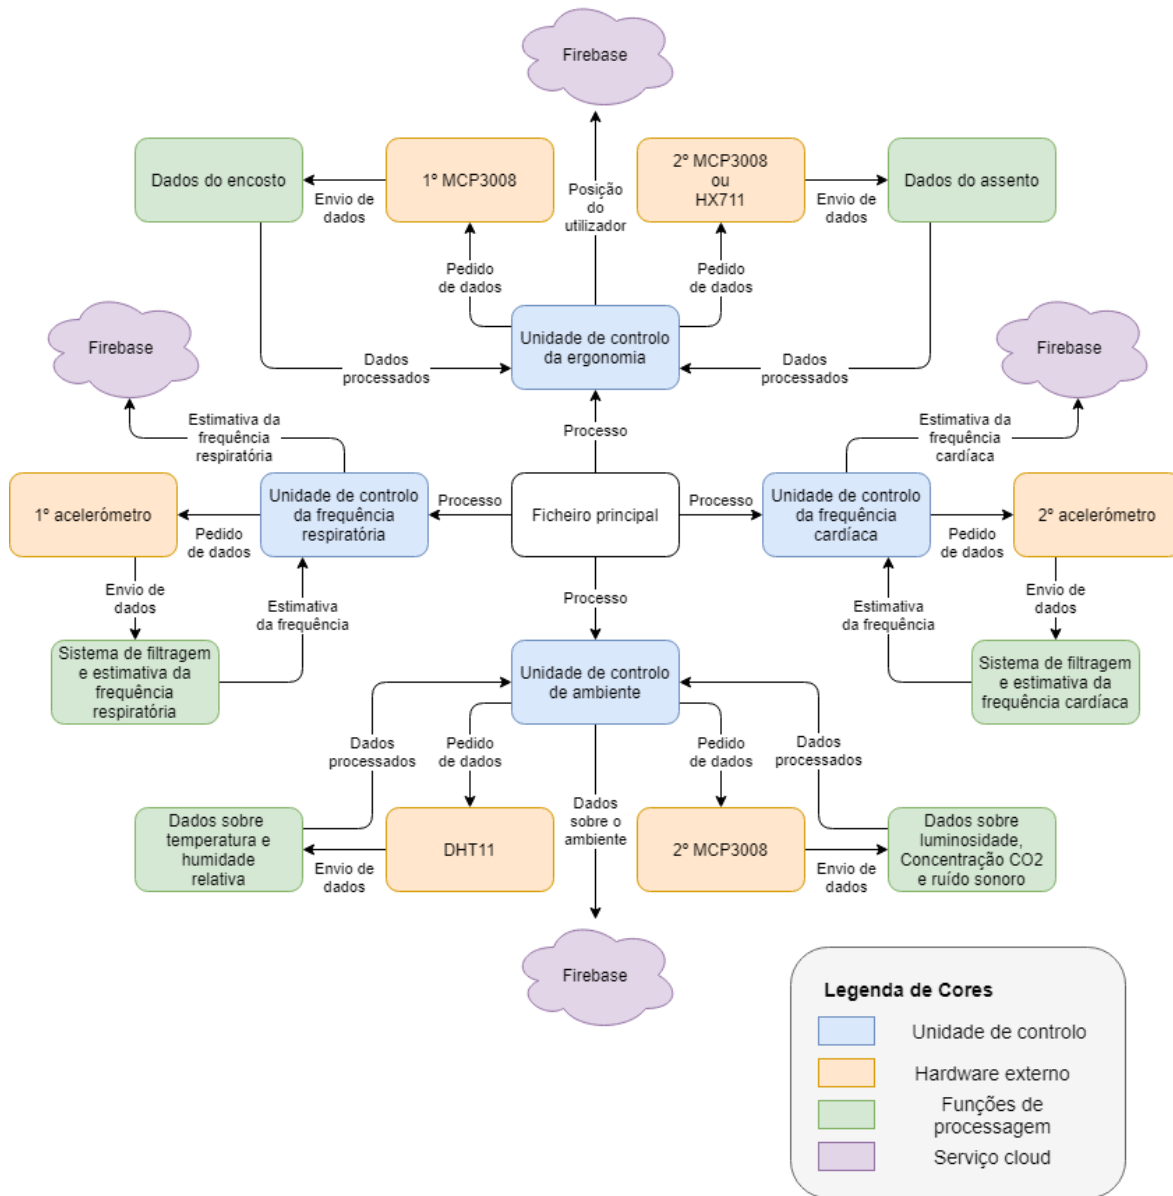 Firebase
Dados do encosto
Envio de
dados
1º MCP3008
Posição
do
utilizador
2º MCP3008
ou
HX711
Envio de
dados
Dados do assento
Pedido
de dados
Pedido
de dados
Firebase
Unidade de controlo
da ergonomia
Firebase
Dados
processados
Dados
processados
Estimativa da
frequência
respiratória
Processo
Estimativa da
frequência
cardíaca
1º acelerómetro
Pedido
de dados
Unidade de controlo
da frequência
respiratória
Processo
Ficheiro principal
Processo
Unidade de controlo
da frequência
cardíaca
Pedido
de dados
2º acelerómetro
Envio de
dados
Estimativa
da frequência
Processo
Estimativa
da frequência
Envio de
dados
Sistema de filtragem
e estimativa da
frequência
respiratória
Unidade de controlo
de ambiente
Sistema de filtragem
e estimativa da
frequência cardíaca
Dados
processados
Pedido
de dados
Pedido
de dados
Dados
processados
Dados sobre
temperatura e
humidade
relativa
Envio de
dados
DHT11
Dados
sobre o
ambiente
2º MCP3008
Envio de
dados
Dados sobre
luminosidade,
Concentração CO2
e ruído sonoro
Firebase
Legenda de Cores
Unidade de controlo
Hardware externo
Funções de
processagem
Serviço cloud